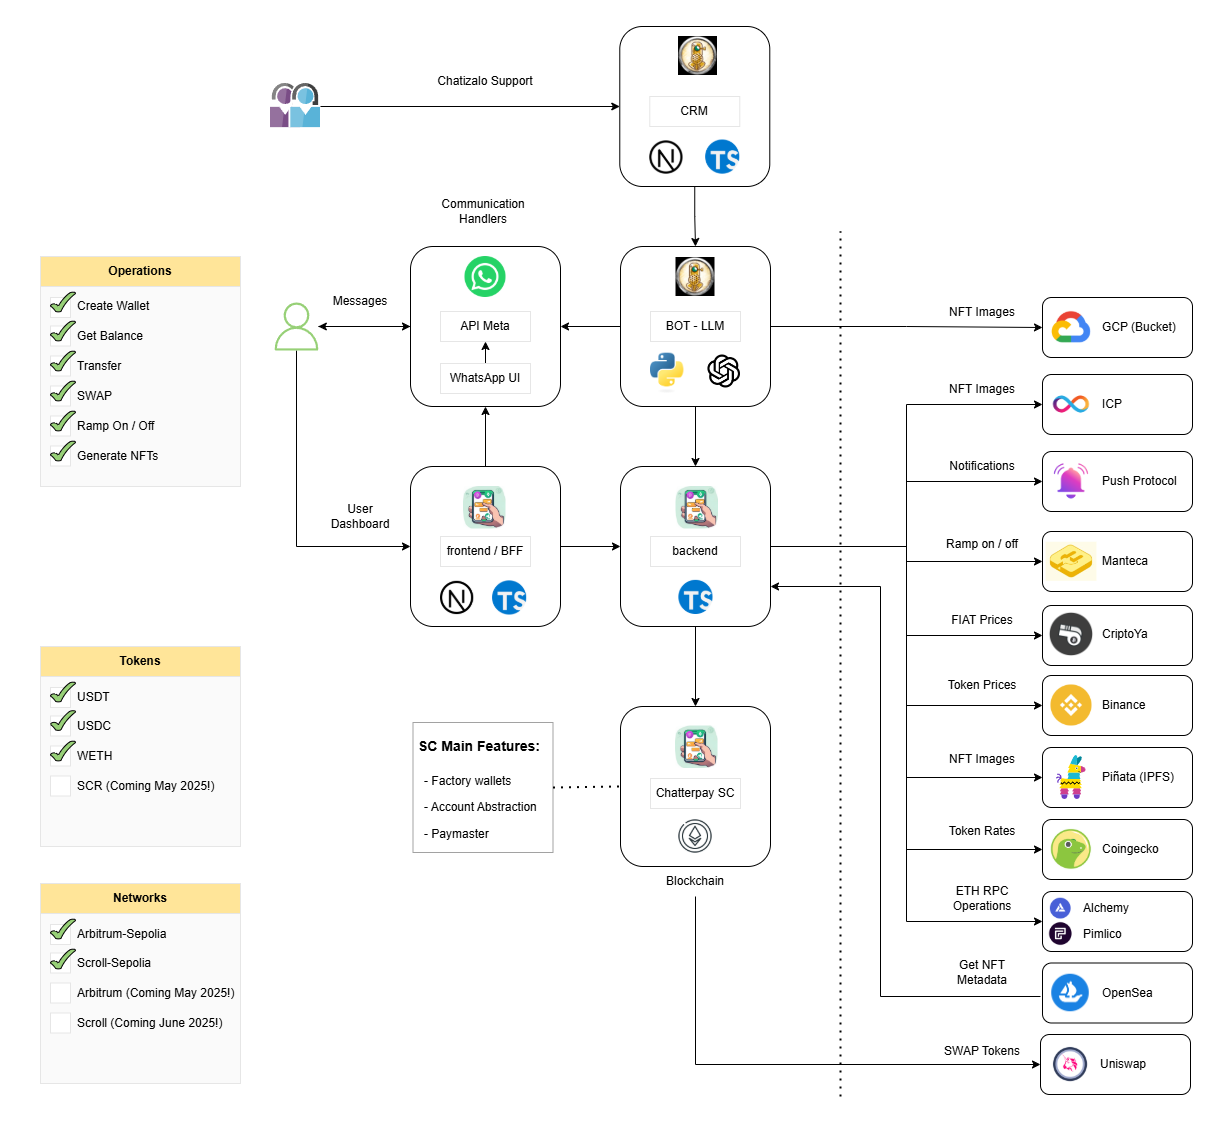 Chatizalo Support
CRM
TS
Communication
Handlers
Operations
Create Wallet
Get Balance
Transfer
SWAP
Ramp On / Off
Generate NFTs
Messages
API Meta
WhatsApp UI
BOT - LLM
NFT Images
GCP (Bucket)
NFT Images
ICP
Notifications
Push Protocol
User
Dashboard
frontend / BFF
TS
backend
TS
Ramp on / off
Manteca
FIAT Prices
CriptoYa
Token Prices
Binance
NFT Images
Piñata (IPFS)
Token Rates
Coingecko
ETH RPC
Operations
Alchemy
Pimlico
Get NFT
Metadata
OpenSea
SWAP Tokens
Uniswap
Tokens
USDT
USDC
WETH
SCR (Coming May 2025!)
SC Main Features:
- Factory wallets
- Account Abstraction
- Paymaster
Chatterpay SC
Blockchain
Networks
Arbitrum-Sepolia
Scroll-Sepolia
Arbitrum (Coming May 2025!)
Scroll (Coming June 2025!)